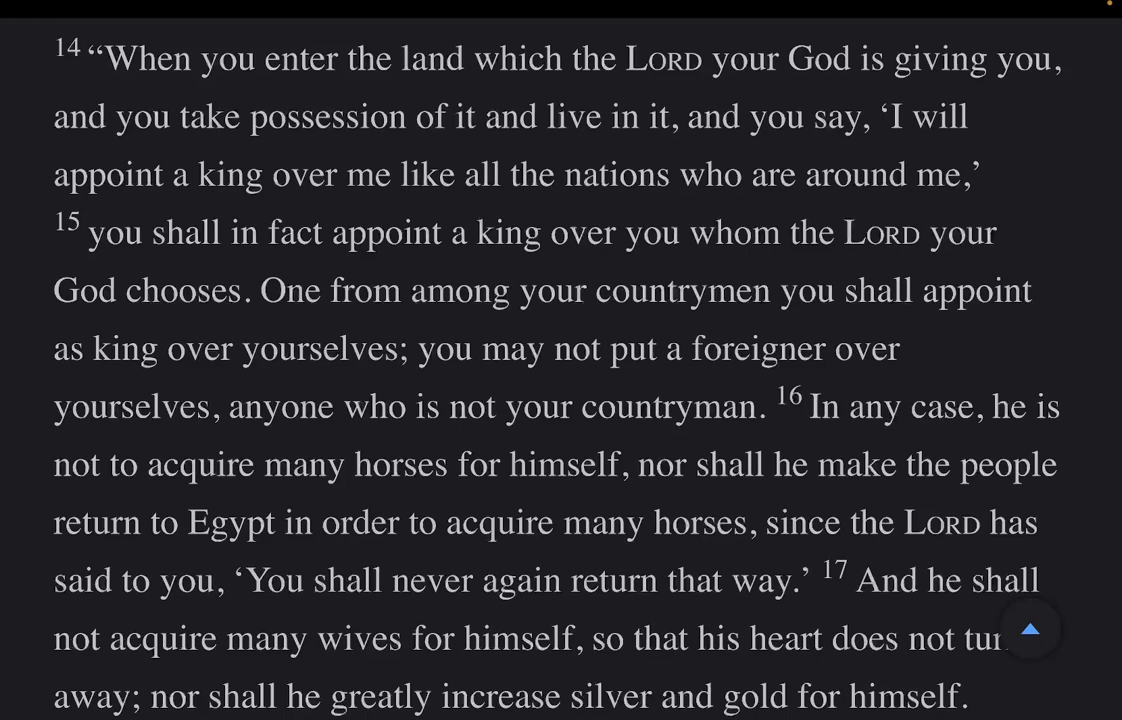 14 “When you enter the land which the LORD your God is giving you,
and you take possession of it and live in it, and you say, ‘I will
appoint a king over me like all the nations who are around me,’
15 you shall in fact appoint a king over you whom the LORD your
God chooses. One from among your countrymen you shall appoint
as king over yourselves; you may not put a foreigner over
yourselves, anyone who is not your countryman. 16 In any case, he is
not to acquire many horses for himself, nor shall he make the people
return to Egypt in order to acquire many horses, since the LORD has
said to you, ‘You shall never again return that way.’ 17 And he shall
not acquire many wives for himself, so that his heart does not
away; nor shall he greatly increase silver and gold for himself.